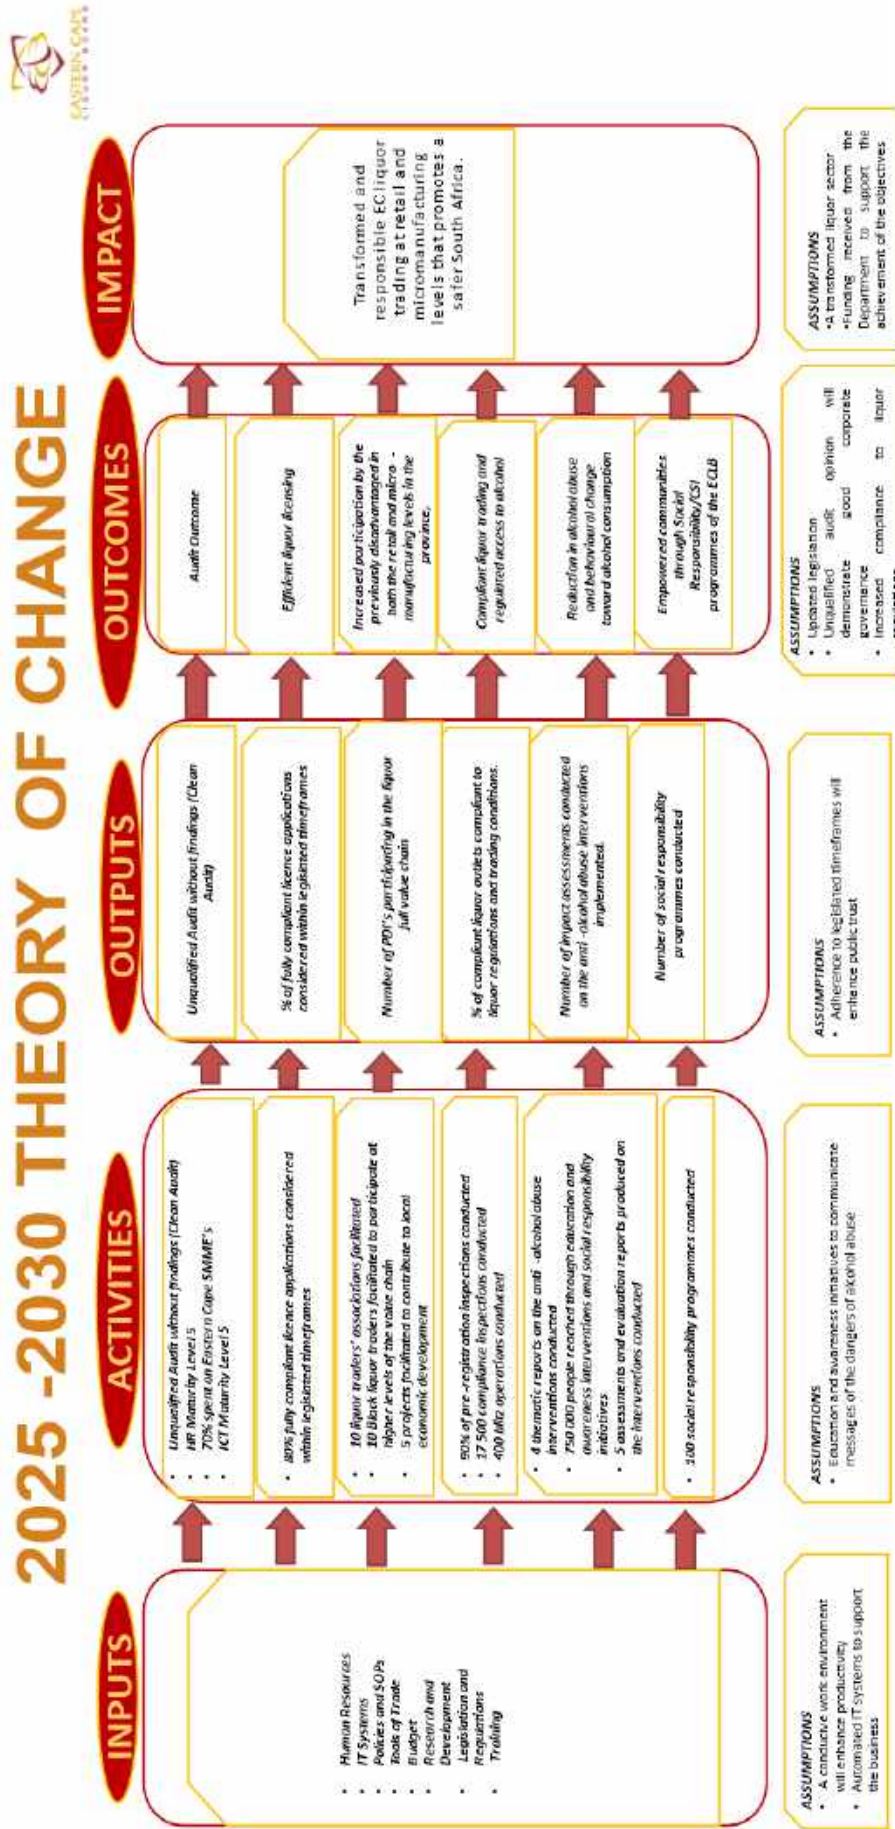 EASTERN CAPE
LIQUOR BOARD
2025 -2030 THEORY OF CHANGE
INPUTS
• Human Resources
• IT Systems
• Policies and SOPs
• Tools of Trade
• Budget
• Research and
Development
• Legislation and
Regulations
• Training
ASSUMPTIONS
• A conducive work environment
will enhance productivity
• Automated IT systems to support
the business
ACTIVITIES
• Unqualified Audit without findings (Clean Audit)
• HR Maturity Level 5
• 70% spent on Eastern Cape SMME's
• ICT Maturity Level 5
• 80% fully compliant licence applications considered
within legislated timeframes
• 10 liquor traders' associations facilitated
• 10 Black liquor traders facilitated to participate at
higher levels of the value chain
• 5 projects facilitated to contribute to local
economic development
• 90% of pre -registration inspections conducted
• 17 500 compliance inspections conducted
• 400 blitz operations conducted
• 4 thematic reports on the anti -alcohol abuse
interventions conducted
• 750 000 people reached through education and
awareness interventions and social responsibility
initiatives
• 5 assessments and evaluation reports produced on
the interventions conducted
• 100 social responsibility programmes conducted
ASSUMPTIONS
• Education and awareness initiatives to communicate
messages of the dangers of alcohol abuse
OUTPUTS
Unqualified Audit without findings (Clean
Audit)
% of fully compliant licence applications
considered within legislated timeframes
Number of PDI's participating in the liquor
full value chain
% of compliant liquor outlets compliant to
liquor regulations and trading conditions.
Number of impact assessments conducted
on the anti -alcohol abuse interventions
implemented.
Number of social responsibility
programmes conducted
ASSUMPTIONS
• Adherence to legislated timeframes will
enhance public trust
OUTCOMES
Audit Outcome
Efficient liquor licensing
Increased participation by the
previously disadvantaged in
both the retail and micro- -
manufacturing levels in the
province.
Compliant liquor trading and
regulated access to alcohol
Reduction in alcohol abuse
and behavioural change
toward alcohol consumption
Empowered communities
through Social
Responsibility/CSI
programmes of the ECLB
ASSUMPTIONS
• Updated legislation
• Unqualified audit opinion will
demonstrate good corporate
governance
• Increased compliance to liquor
IMPACT
Transformed and
responsible EC liquor
trading at retail and
micromanufacturing
levels that promotes a
safer South Africa.
ASSUMPTIONS
•A transformed liquor sector
•Funding received from the
Department to support the
achievement of the objectives